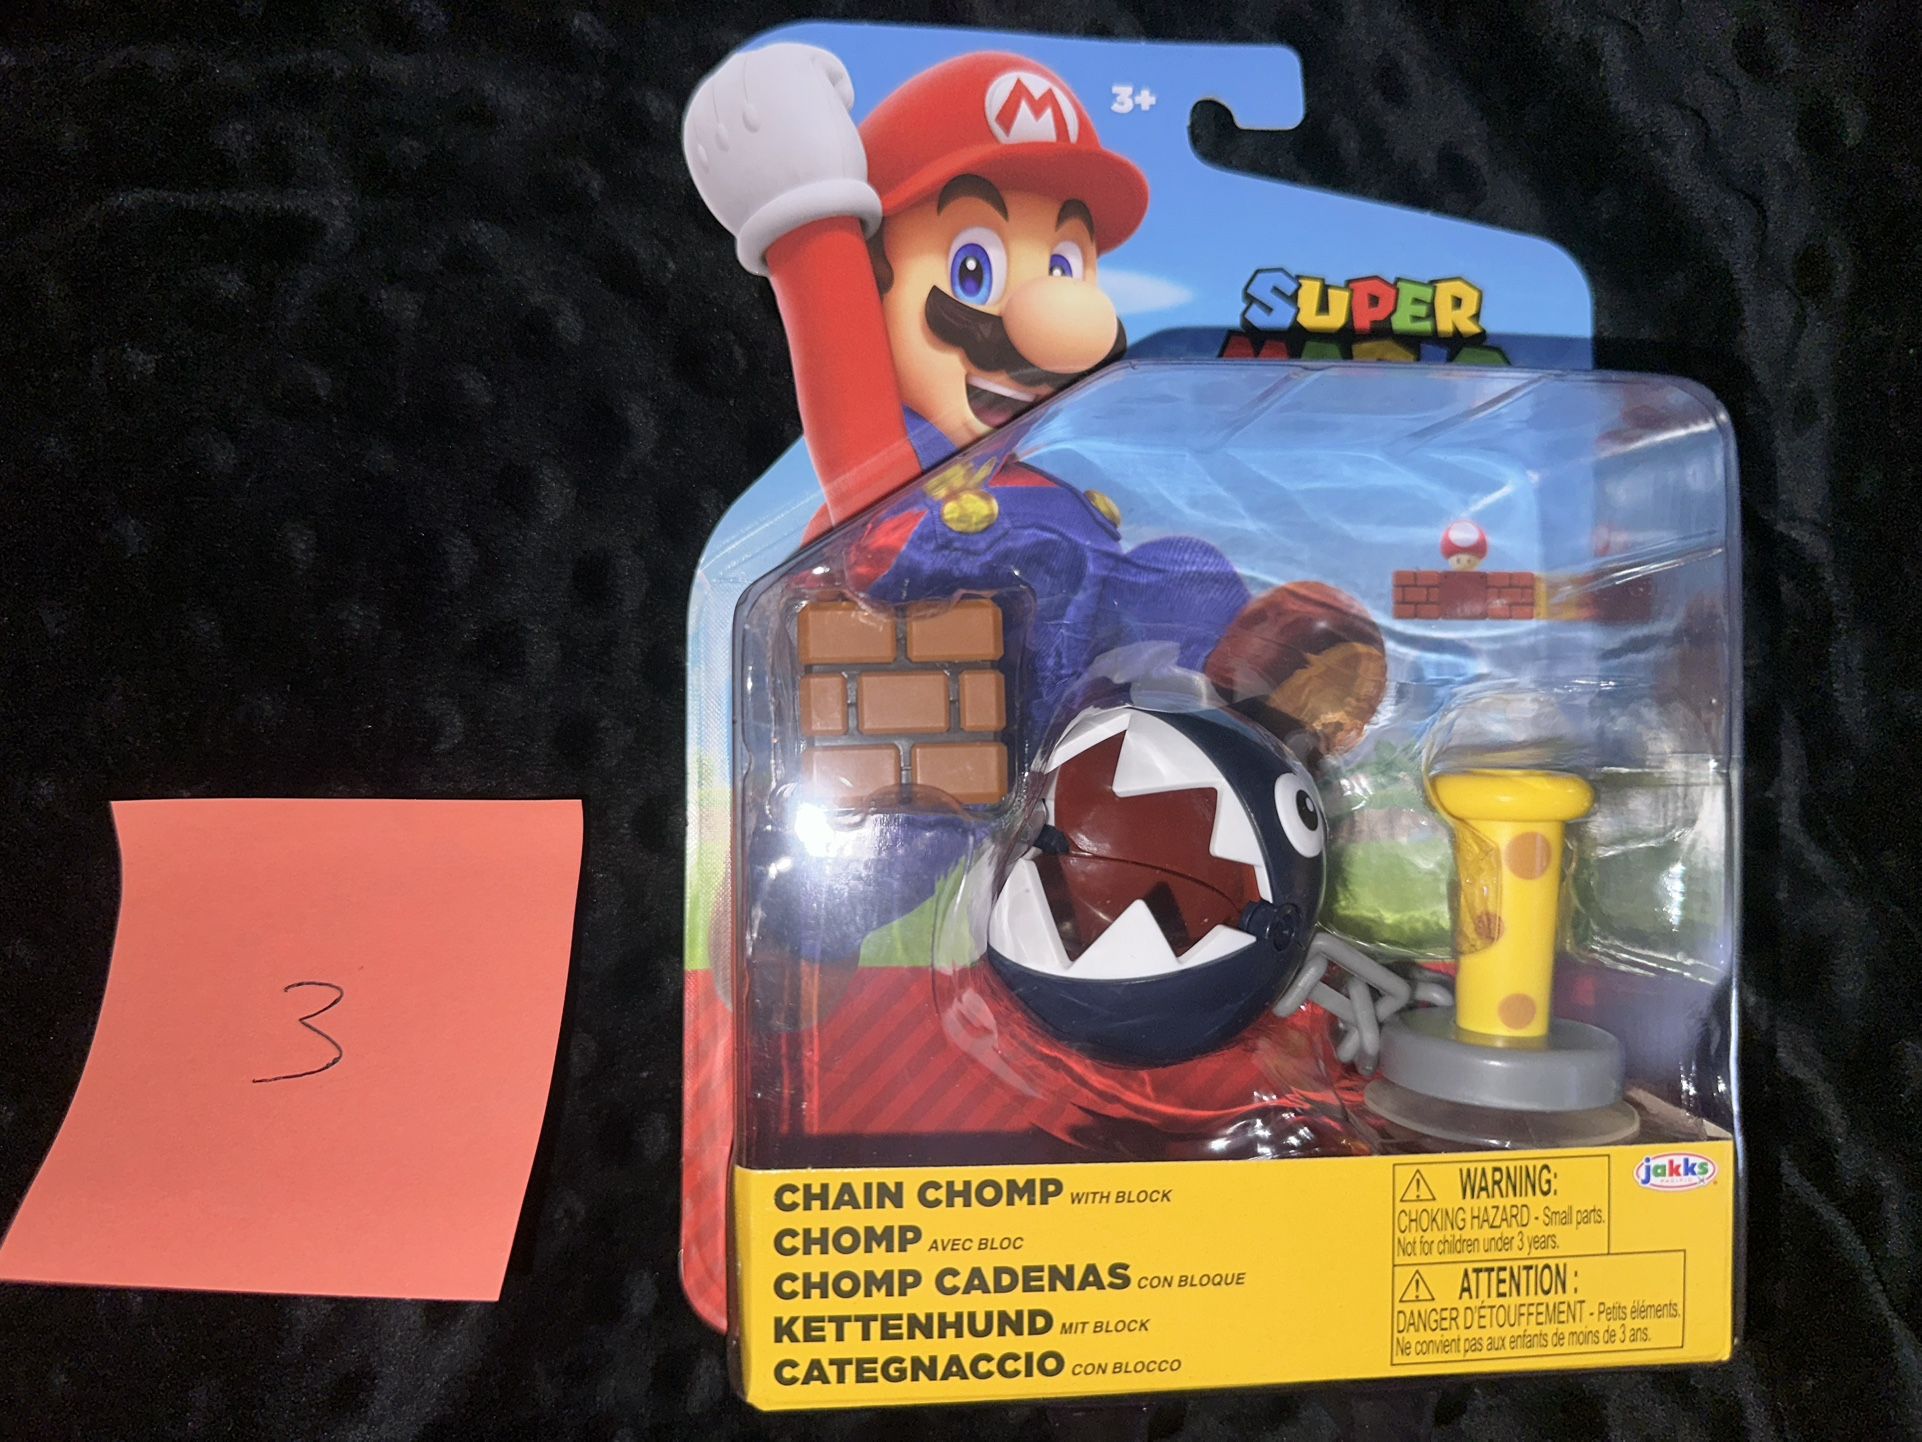 M
3+
SUPER
MARIO
3
CHAIN CHOMP WITH BLOCK
CHOMP AVEC BLOC
CHOMP CADENAS CON BLOQUE
KETTENHUND MIT BLOCK
CATEGNACCIO CON BLOCCO
WARNING:
CHOKING HAZARD - Small parts.
Not for children under 3 years.
ATTENTION :
DANGER D'ÉTOUFFEMENT - Petits éléments.
Ne convient pas aux enfants de moins de 3 ans.
jakks
PACIFIC